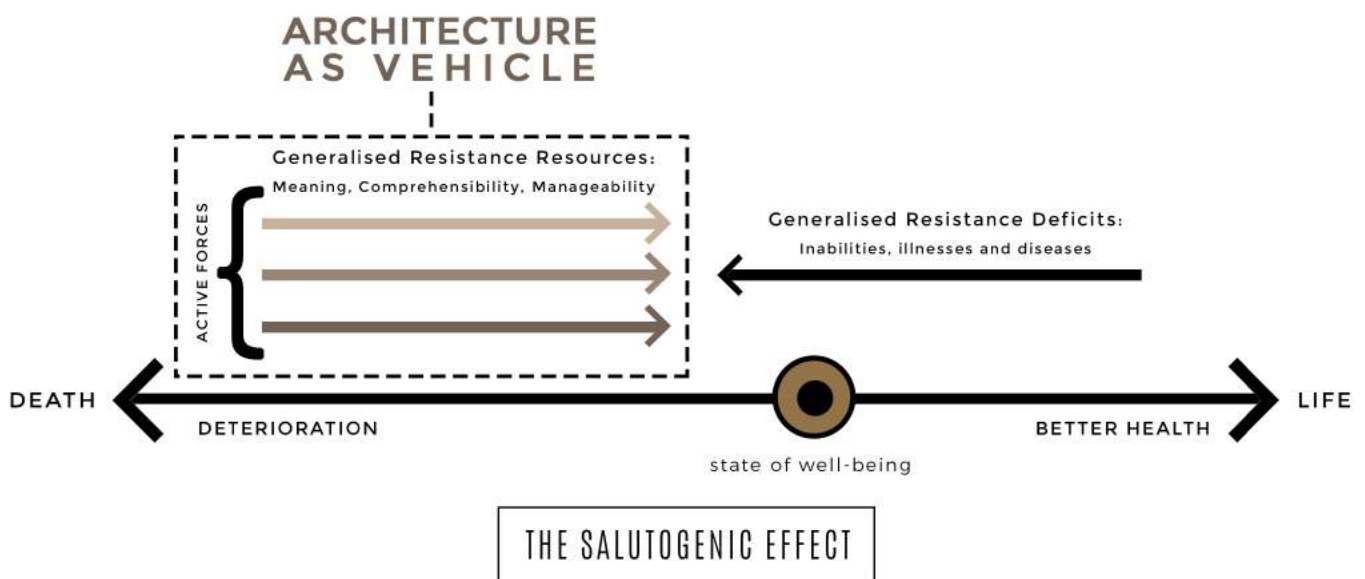 ARCHITECTURE
AS VEHICLE
Generalised Resistance Resources:
Meaning, Comprehensibility, Manageability
ACTIVE FORCES
Generalised Resistance Deficits:
Inabilities, illnesses and diseases
DEATH
LIFE
DETERIORATION
BETTER HEALTH
state of well-being
THE SALUTOGENIC EFFECT